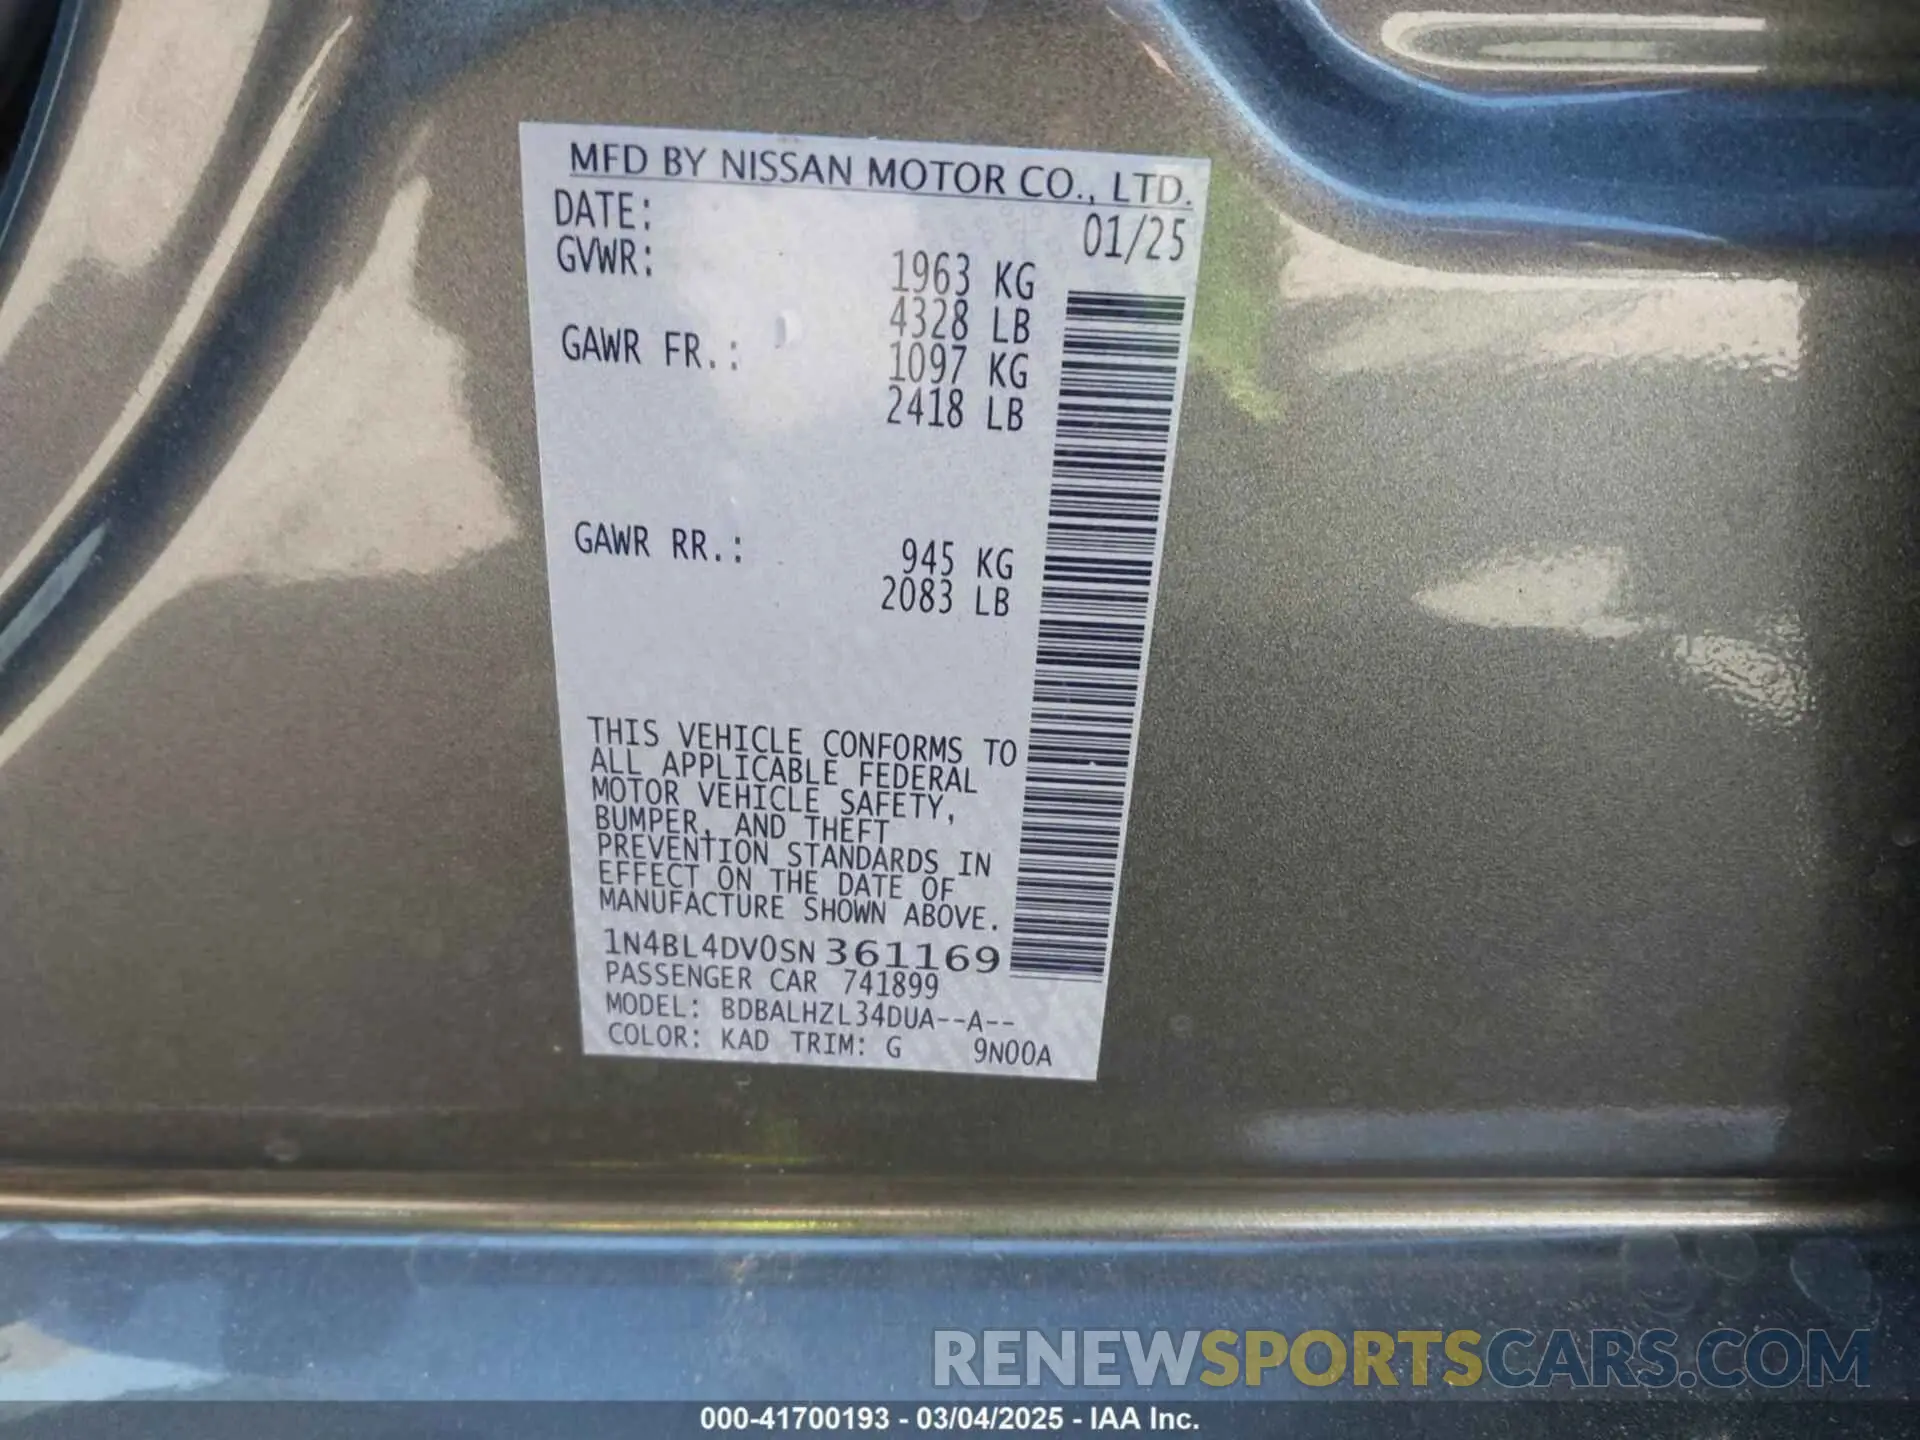 MFD BY NISSAN MOTOR CO., LTD.
DATE: 01/25
GVWR: 1963 KG
4328 LB
GAWR FR.: 1097 KG
2418 LB
GAWR RR.: 945 KG
2083 LB
THIS VEHICLE CONFORMS TO
ALL APPLICABLE FEDERAL
MOTOR VEHICLE SAFETY,
BUMPER, AND THEFT
PREVENTION STANDARDS IN
EFFECT ON THE DATE OF
MANUFACTURE SHOWN ABOVE.
1N4BL4DV0SN361169
PASSENGER CAR 741899
MODEL: BDBALHZL34DUA--A--
COLOR: KAD TRIM: G 9N00A
RENEWSPORTSCARS.COM
000-41700193 - 03/04/2025 - IAA Inc.